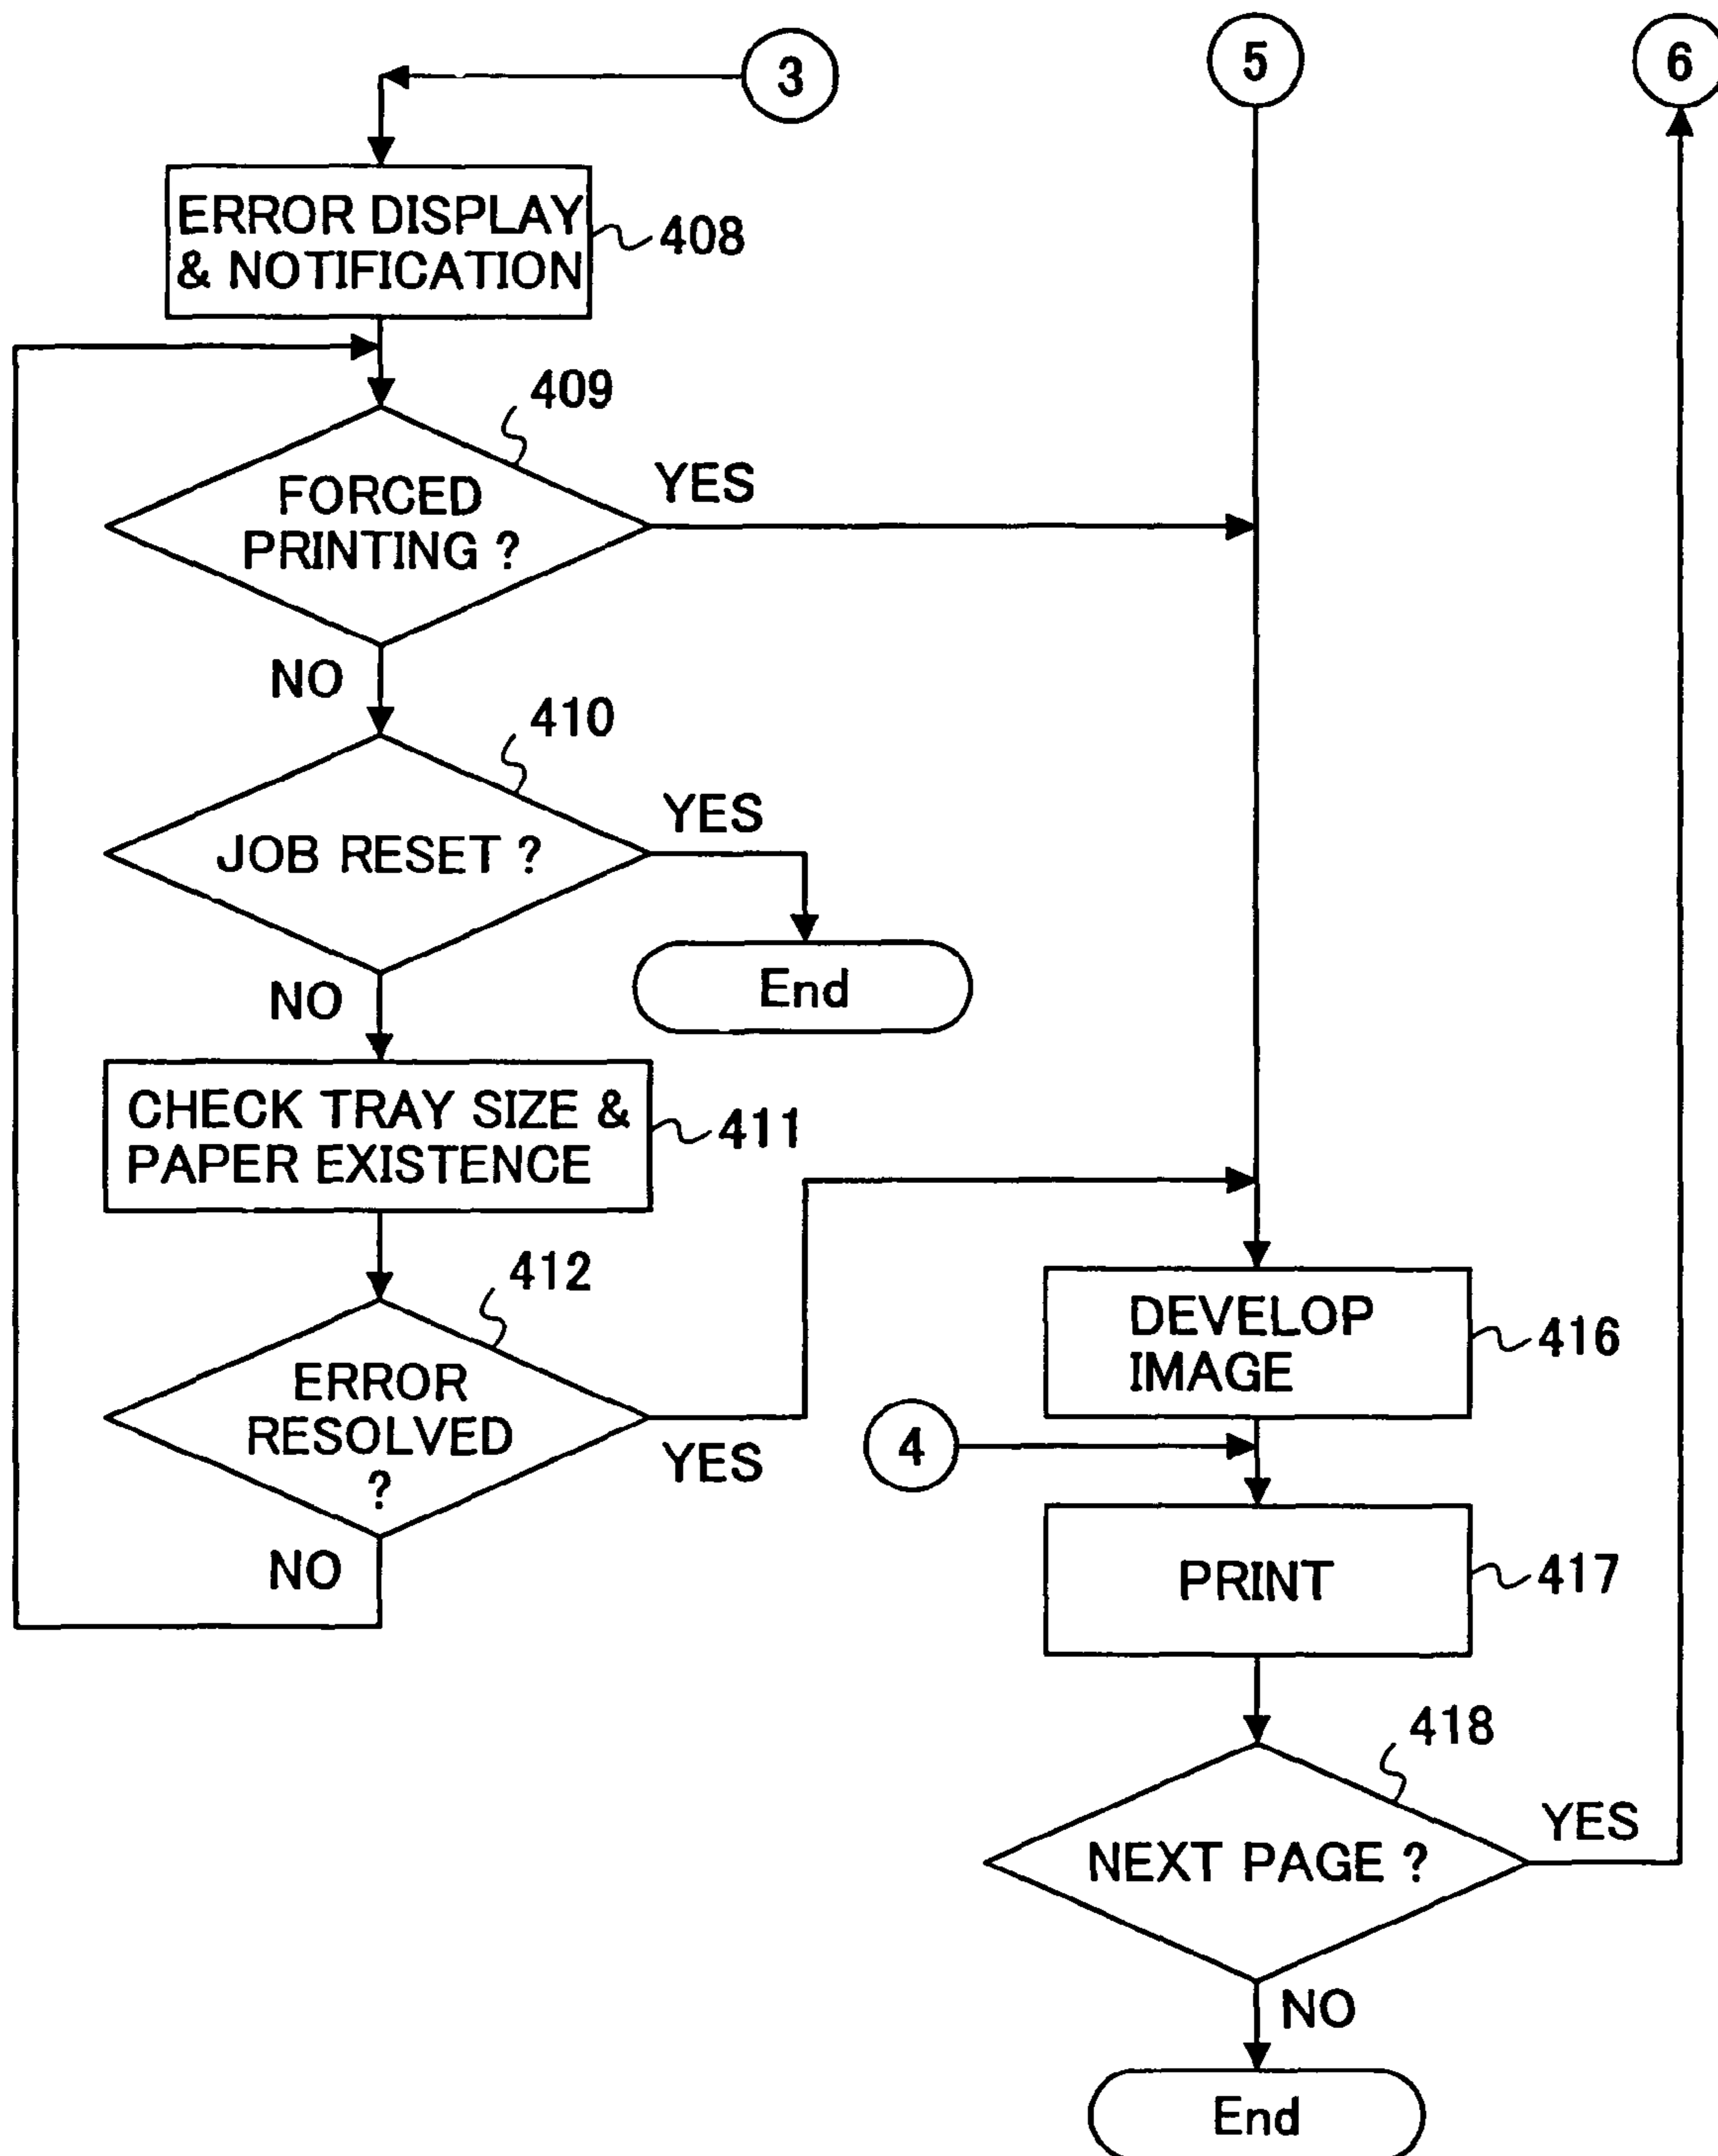 3
5
6
ERROR DISPLAY
& NOTIFICATION
408
409
FORCED
PRINTING ?
YES
NO
410
JOB RESET ?
YES
End
NO
CHECK TRAY SIZE &
PAPER EXISTENCE
411
412
ERROR
RESOLVED
?
YES
NO
DEVELOP
IMAGE
416
4
PRINT
417
418
NEXT PAGE ?
YES
NO
End